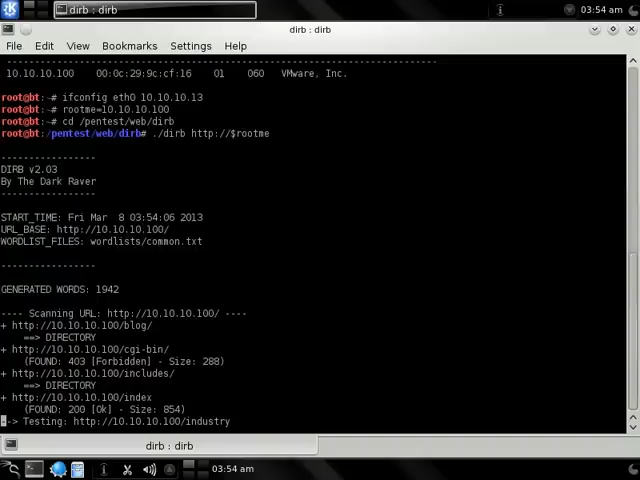 dirb : dirb
03:54 am
dirb : dirb
File Edit View Bookmarks Settings Help
-----------------------------------------------------------------------------
10.10.10.100    00:0c:29:9c:cf:16    01    060    VMware, Inc.
root@bt:~# ifconfig eth0 10.10.10.13
root@bt:~# rootme=10.10.10.100
root@bt:~# cd /pentest/web/dirb
root@bt:/pentest/web/dirb# ./dirb http://$rootme
-----------------
DIRB v2.03
By The Dark Raver
-----------------
START_TIME: Fri Mar  8 03:54:06 2013
URL_BASE: http://10.10.10.100/
WORDLIST_FILES: wordlists/common.txt
-----------------
GENERATED WORDS: 1942
---- Scanning URL: http://10.10.10.100/ ----
+ http://10.10.10.100/blog/
==> DIRECTORY
+ http://10.10.10.100/cgi-bin/
(FOUND: 403 [Forbidden] - Size: 288)
+ http://10.10.10.100/includes/
==> DIRECTORY
+ http://10.10.10.100/index
(FOUND: 200 [Ok] - Size: 854)
--> Testing: http://10.10.10.100/industry
dirb : dirb
03:54 am